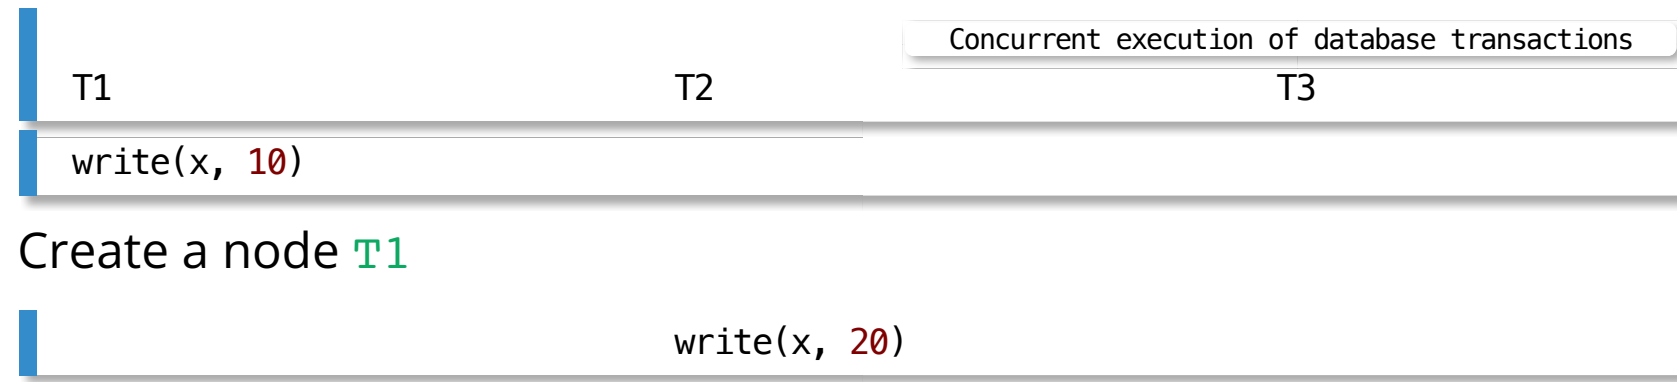 Concurrent execution of database transactions
T1 T2 T3
write(x, 10)
Create a node T1
write(x, 20)